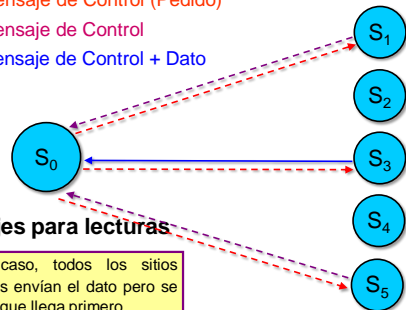 ensaje de Control (Pedido)
ensaje de Control
ensaje de Control + Dato
S1
S2
S0
S3
S4
S5
jes para lecturas
caso, todos los sitios
s envían el dato pero se
que llega primero